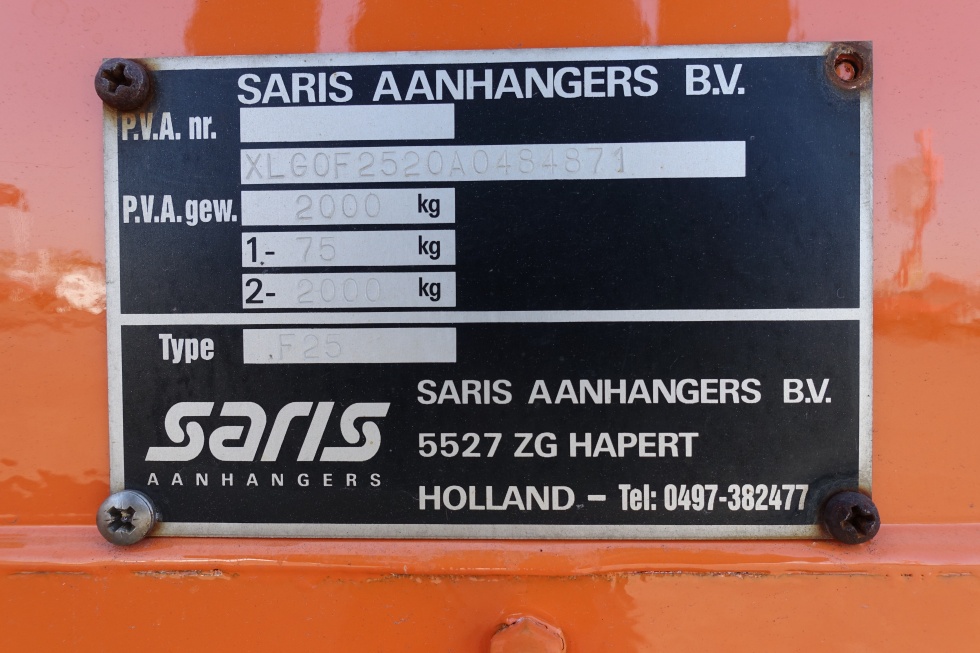 SARIS AANHANGERS B.V.
P.V.A. nr.
XLG0F2520A0484871
P.V.A. gew. 2000 kg
1.- 75 kg
2- 2000 kg
Type F25
saris
AANHANGERS
SARIS AANHANGERS B.V.
5527 ZG HAPERT
HOLLAND – Tel: 0497-382477